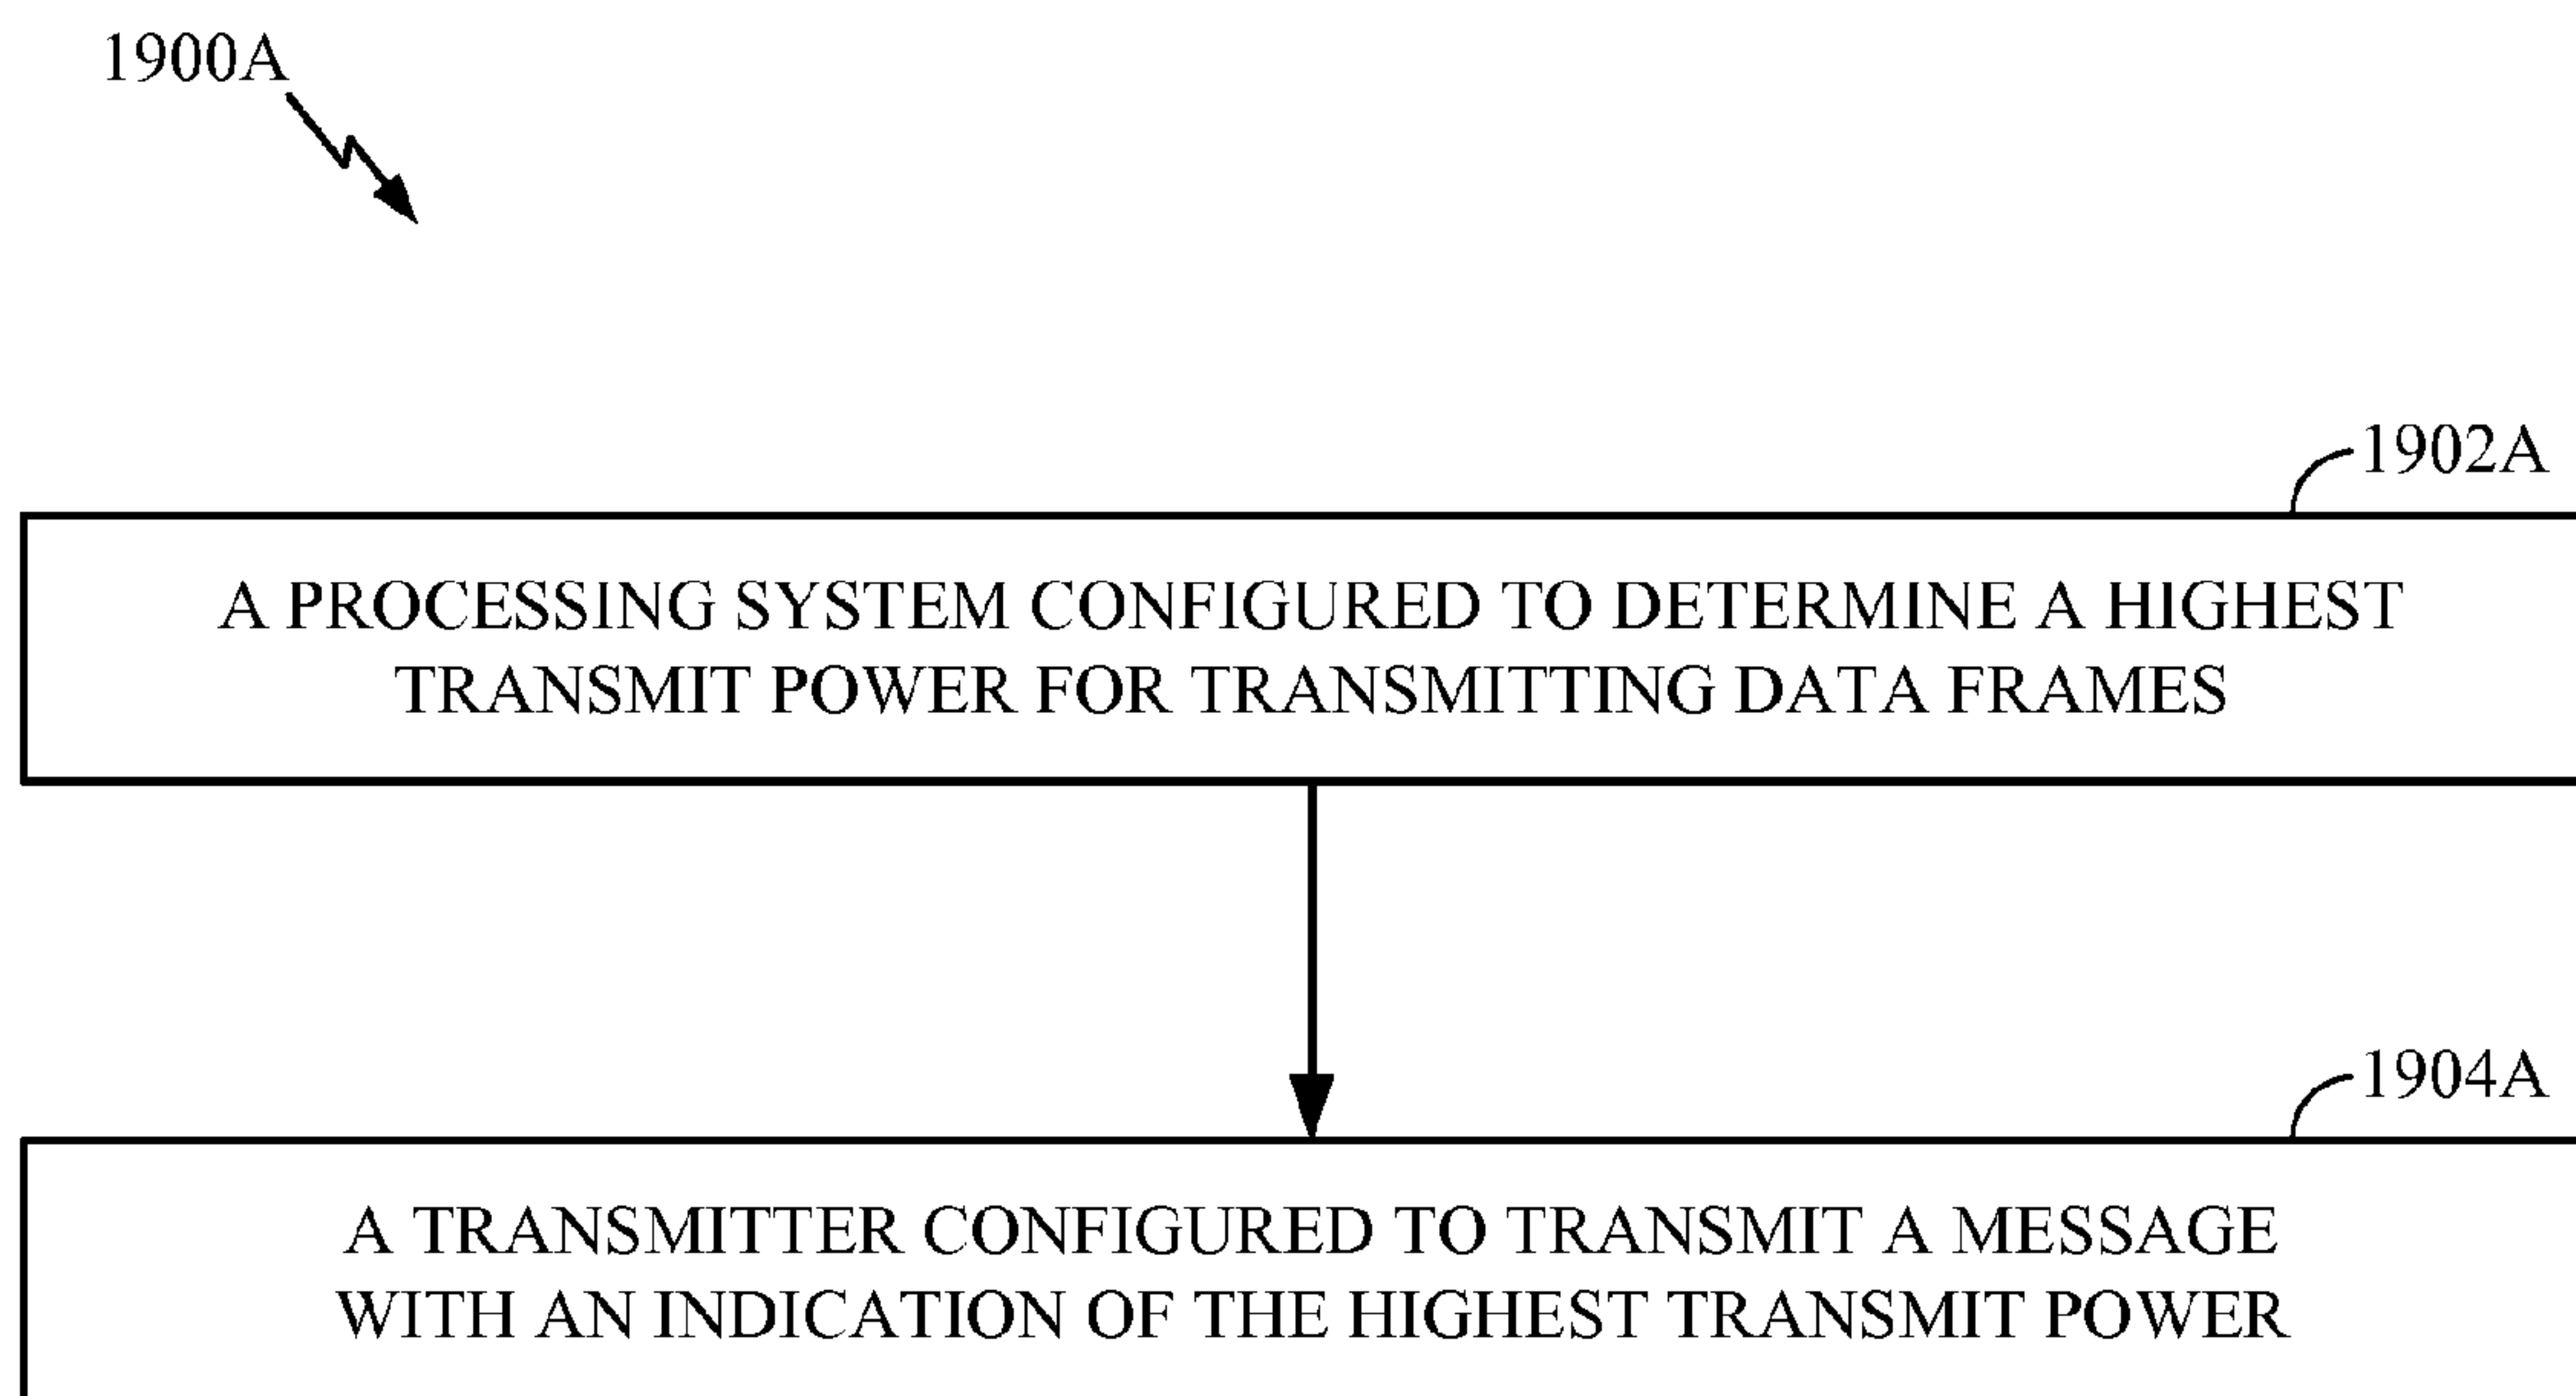 1900A
1902A
A PROCESSING SYSTEM CONFIGURED TO DETERMINE A HIGHEST
TRANSMIT POWER FOR TRANSMITTING DATA FRAMES
1904A
A TRANSMITTER CONFIGURED TO TRANSMIT A MESSAGE
WITH AN INDICATION OF THE HIGHEST TRANSMIT POWER